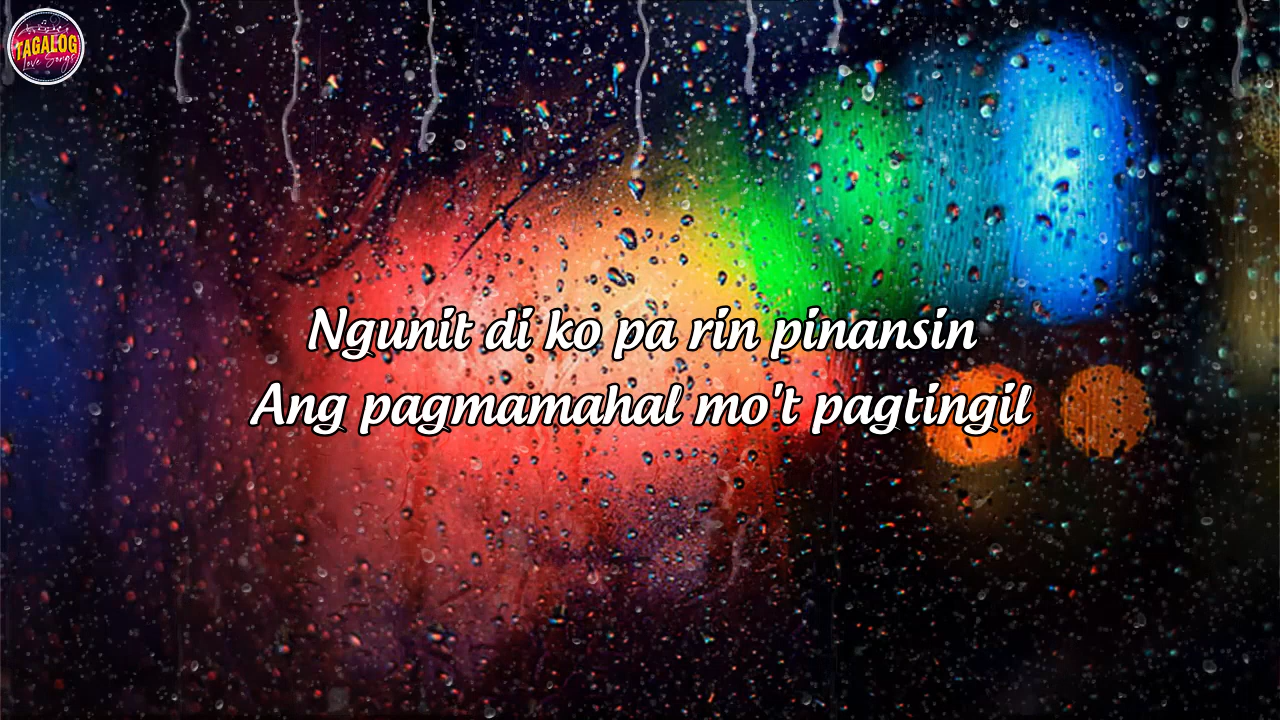 TAGALOG
Love Songs
Ngunit di ko pa rin pinansin
Ang pagmamahal mo't pagtingil